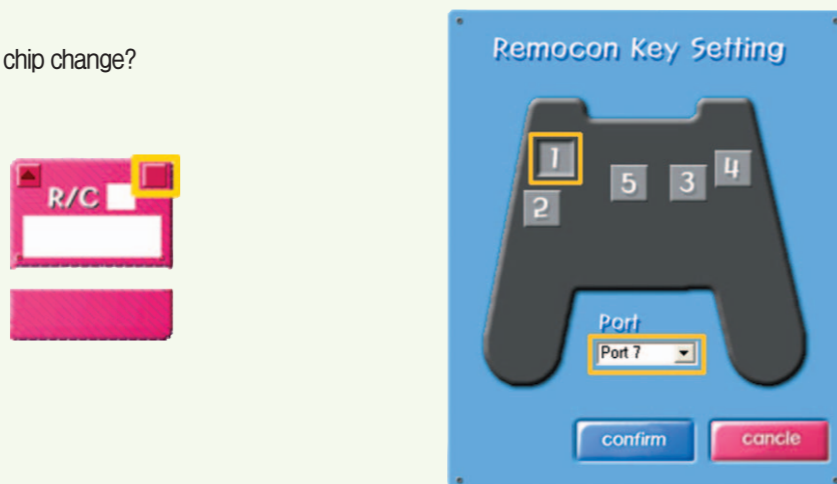 chip change?
R/C
Remocon Key Setting
1
2
5
3
4
Port
Port 7
confirm
cancle